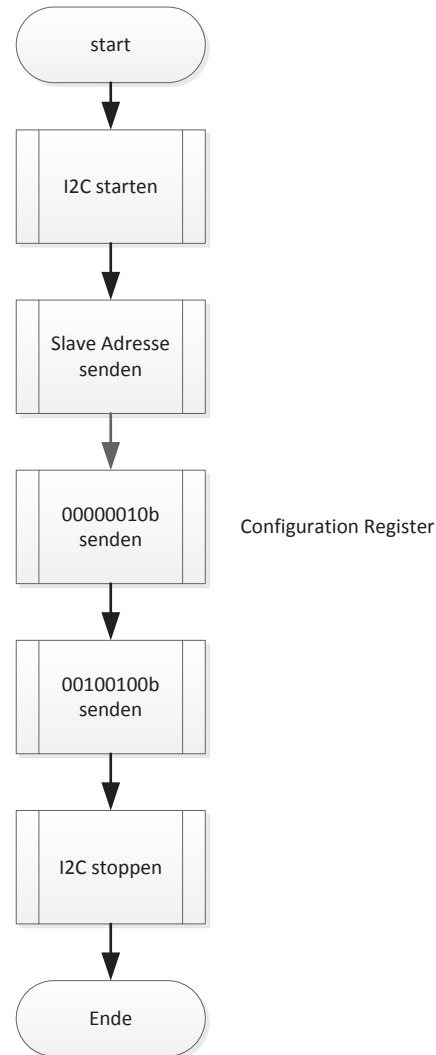 start
I2C starten
Slave Adresse
senden
00000010b
senden
Configuration Register
00100100b
senden
I2C stoppen
Ende